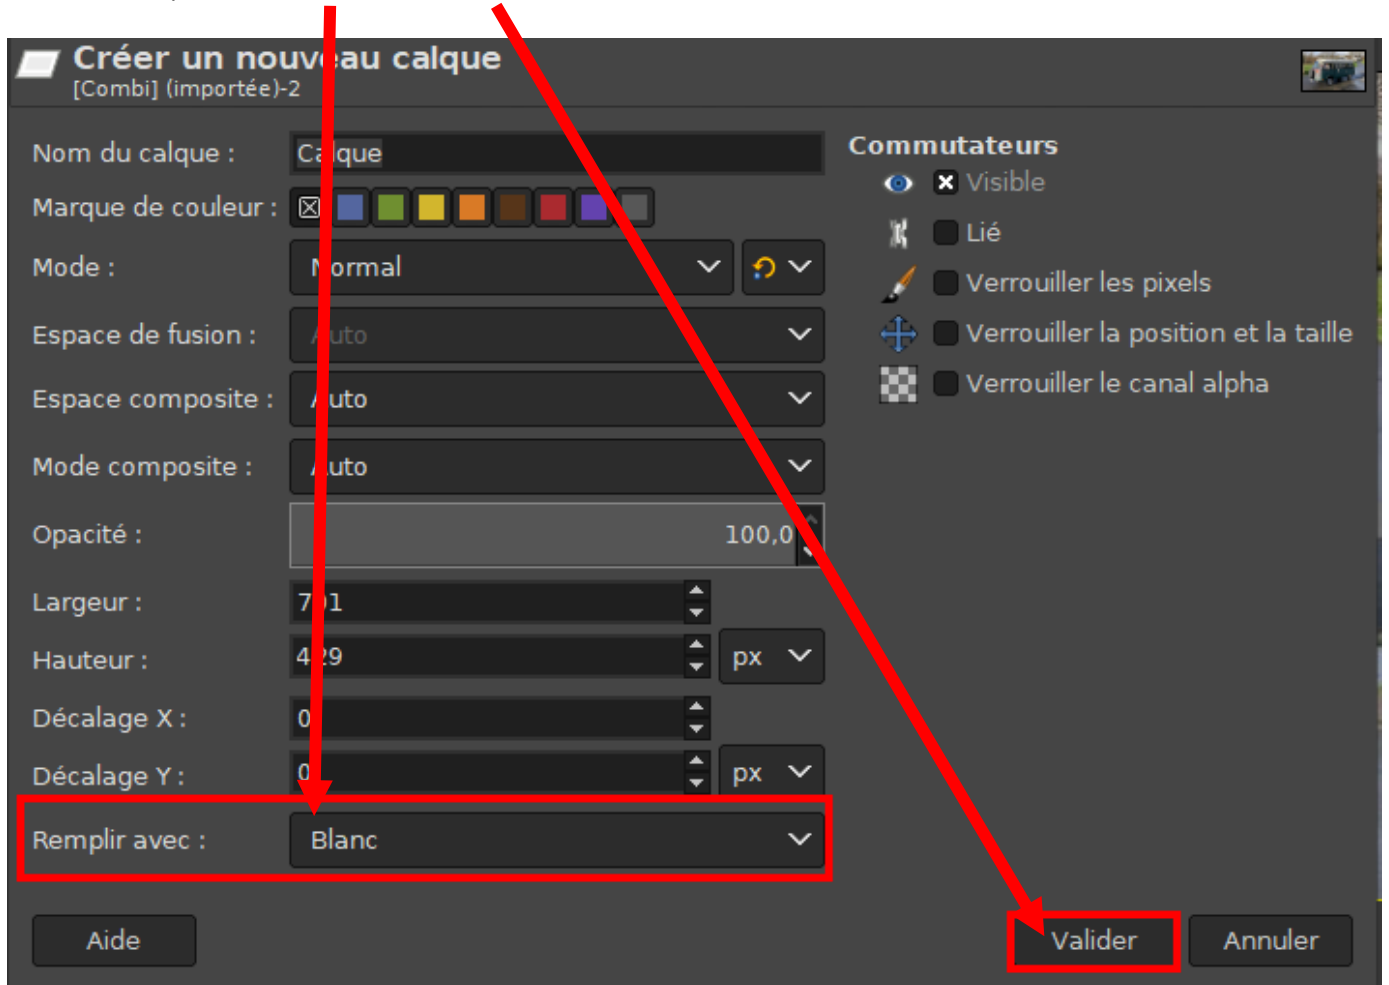 Créer un nouveau calque
[Combi] (importée)-2
Nom du calque :
Calque
Marque de couleur :
Mode :
Normal
Espace de fusion :
Auto
Espace composite :
Auto
Mode composite :
Auto
Opacité :
100,0
Largeur :
Hauteur :
px
Décalage X :
0
Décalage Y :
0
px
Remplir avec :
Blanc
Commutateurs
Visible
Lié
Verrouiller les pixels
Verrouiller la position et la taille
Verrouiller le canal alpha
Aide
Valider
Annuler